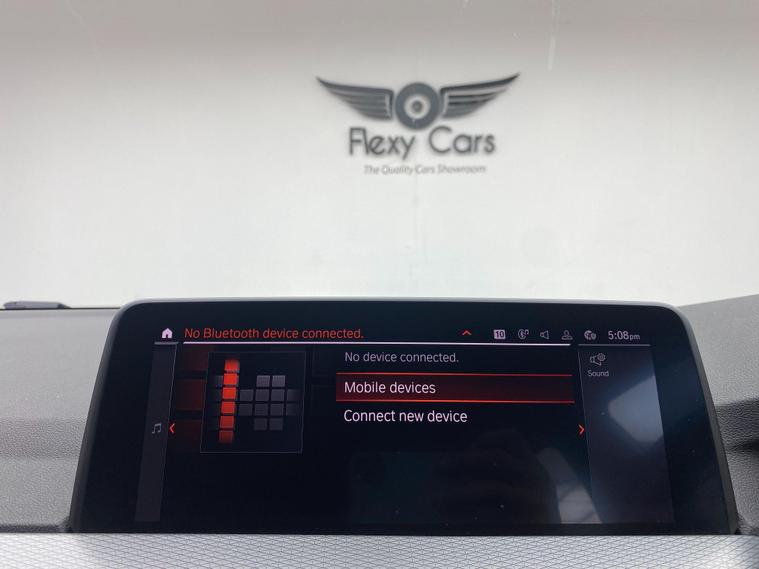 Flexy Cars
The Quality Cars Showroom
No Bluetooth device connected.
10
5:08pm
No device connected.
Mobile devices
Connect new device
Sound